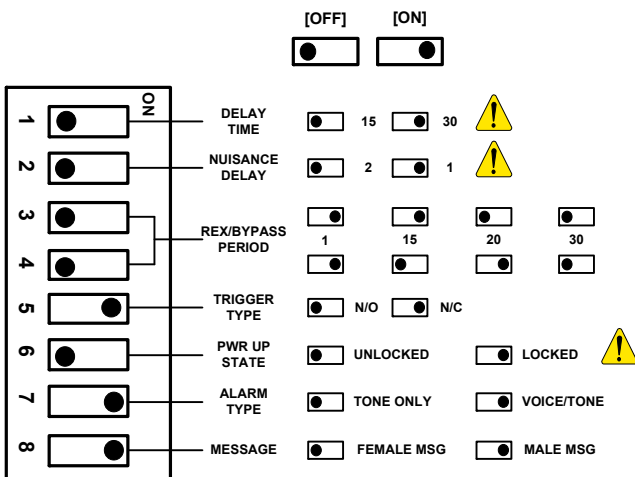 [OFF] [ON]
ON
1 DELAY TIME 15 30
2 NUISANCE DELAY 2 1
3
4
REX/BYPASS PERIOD 1 15 20 30
5 TRIGGER TYPE N/O N/C
6 PWR UP STATE UNLOCKED LOCKED
7 ALARM TYPE TONE ONLY VOICE/TONE
8 MESSAGE FEMALE MSG MALE MSG